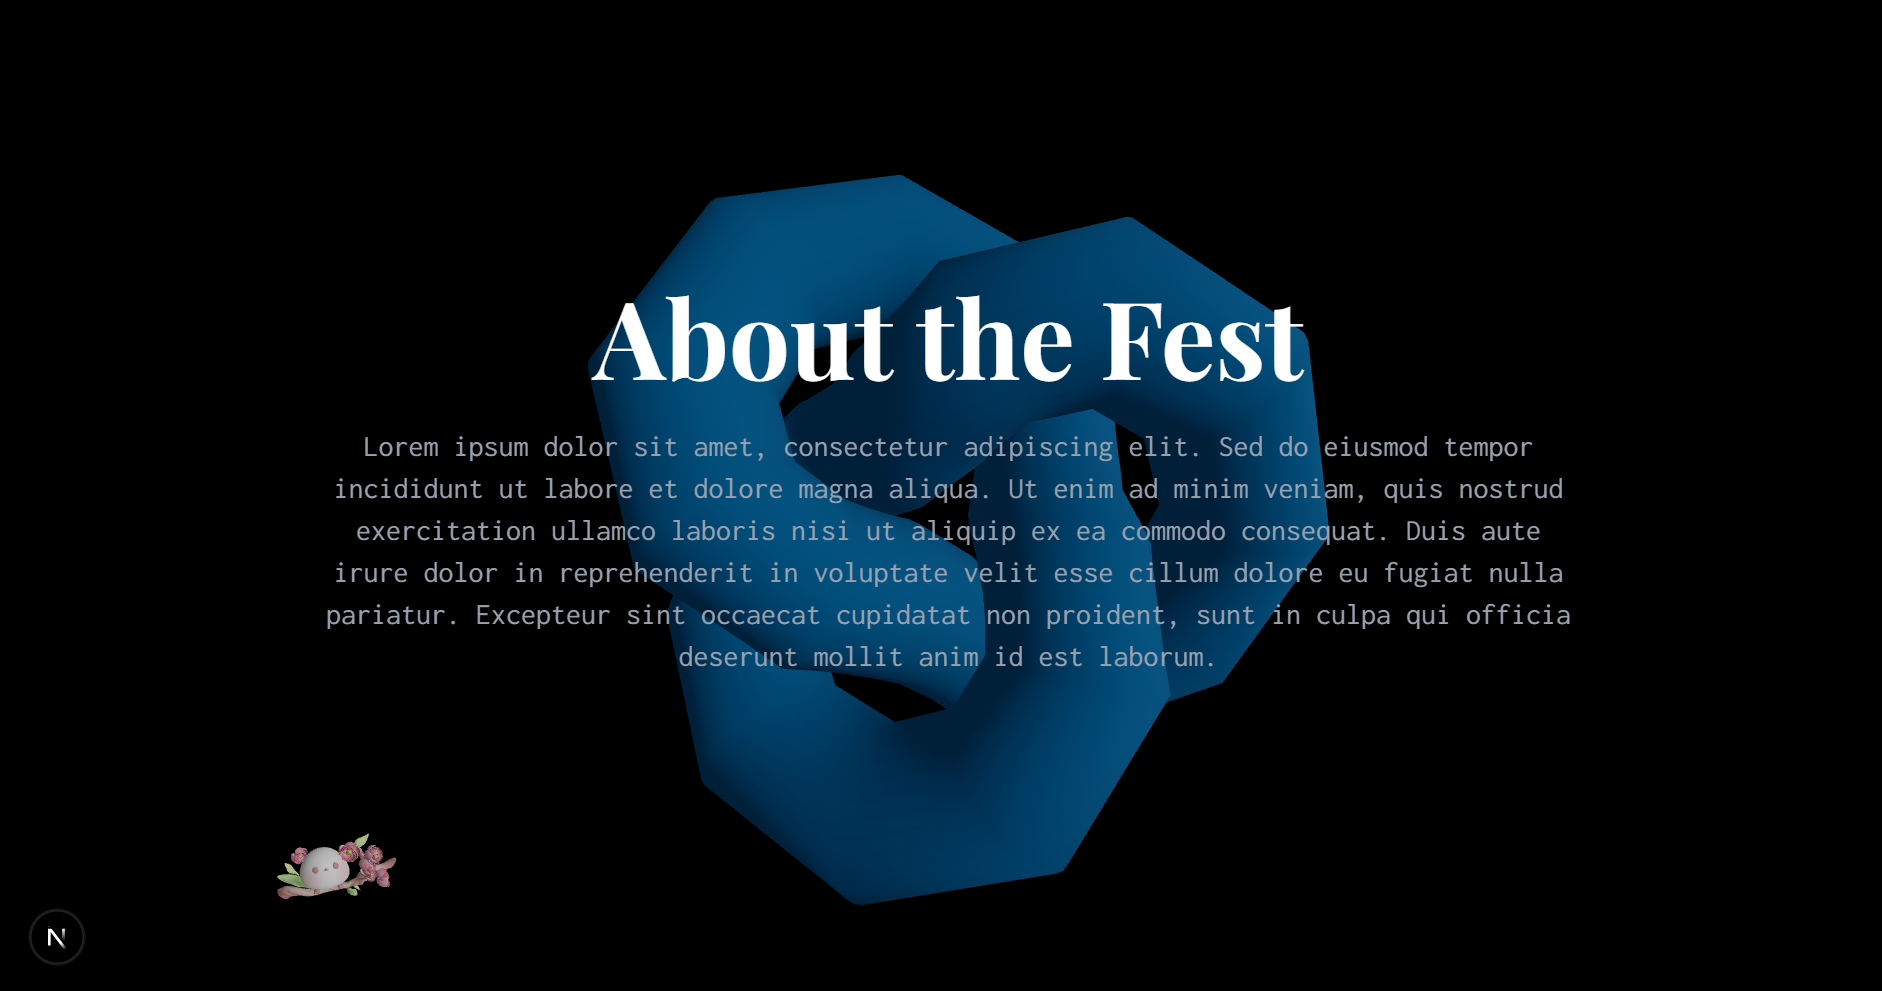 About the Fest
Lorem ipsum dolor sit amet, consectetur adipiscing elit. Sed do eiusmod tempor
incididunt ut labore et dolore magna aliqua. Ut enim ad minim veniam, quis nostrud
exercitation ullamco laboris nisi ut aliquip ex ea commodo consequat. Duis aute
irure dolor in reprehenderit in voluptate velit esse cillum dolore eu fugiat nulla
pariatur. Excepteur sint occaecat cupidatat non proident, sunt in culpa qui officia
deserunt mollit anim id est laborum.
N